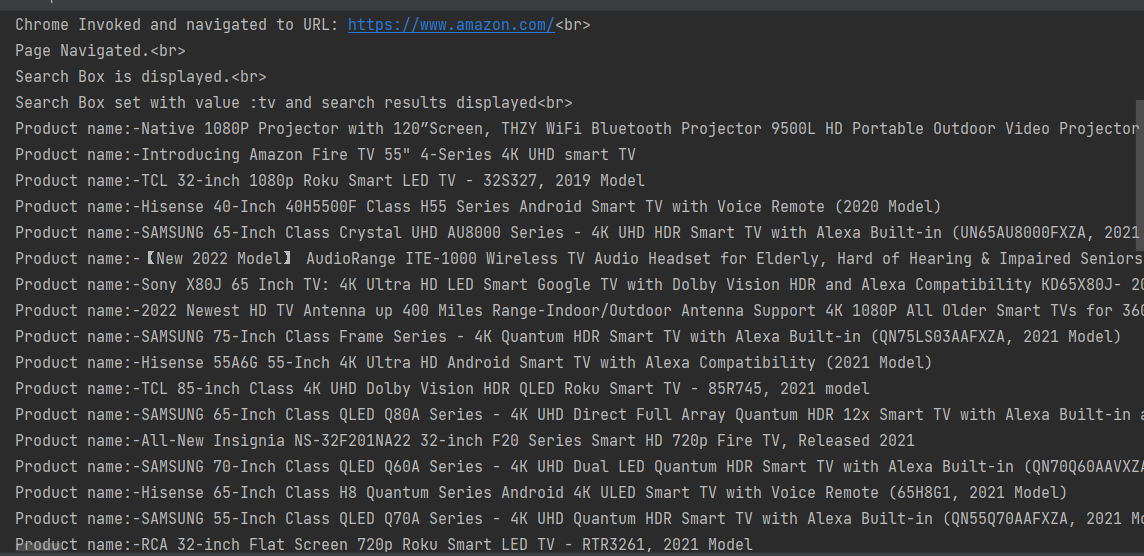 Chrome Invoked and navigated to URL: https://www.amazon.com/<br>
Page Navigated.<br>
Search Box is displayed.<br>
Search Box set with value :tv and search results displayed<br>
Product name:-Native 1080P Projector with 120”Screen, THZY WiFi Bluetooth Projector 9500L HD Portable Outdoor Video Projector
Product name:-Introducing Amazon Fire TV 55" 4-Series 4K UHD smart TV
Product name:-TCL 32-inch 1080p Roku Smart LED TV - 32S327, 2019 Model
Product name:-Hisense 40-Inch 40H5500F Class H55 Series Android Smart TV with Voice Remote (2020 Model)
Product name:-SAMSUNG 65-Inch Class Crystal UHD AU8000 Series - 4K UHD HDR Smart TV with Alexa Built-in (UN65AU8000FXZA, 2021
Product name:-【New 2022 Model】 AudioRange ITE-1000 Wireless TV Audio Headset for Elderly, Hard of Hearing & Impaired Seniors
Product name:-Sony X80J 65 Inch TV: 4K Ultra HD LED Smart Google TV with Dolby Vision HDR and Alexa Compatibility KD65X80J- 20
Product name:-2022 Newest HD TV Antenna up 400 Miles Range-Indoor/Outdoor Antenna Support 4K 1080P All Older Smart TVs for 360
Product name:-SAMSUNG 75-Inch Class Frame Series - 4K Quantum HDR Smart TV with Alexa Built-in (QN75LS03AAFXZA, 2021 Model)
Product name:-Hisense 55A6G 55-Inch 4K Ultra HD Android Smart TV with Alexa Compatibility (2021 Model)
Product name:-TCL 85-inch Class 4K UHD Dolby Vision HDR QLED Roku Smart TV - 85R745, 2021 model
Product name:-SAMSUNG 65-Inch Class QLED Q80A Series - 4K UHD Direct Full Array Quantum HDR 12x Smart TV with Alexa Built-in a
Product name:-All-New Insignia NS-32F201NA22 32-inch F20 Series Smart HD 720p Fire TV, Released 2021
Product name:-SAMSUNG 70-Inch Class QLED Q60A Series - 4K UHD Dual LED Quantum HDR Smart TV with Alexa Built-in (QN70Q60AAVXZA
Product name:-Hisense 65-Inch Class H8 Quantum Series Android 4K ULED Smart TV with Voice Remote (65H8G1, 2021 Model)
Product name:-SAMSUNG 55-Inch Class QLED Q70A Series - 4K UHD Quantum HDR Smart TV with Alexa Built-in (QN55Q70AAFXZA, 2021 Mo
Product name:-RCA 32-inch Flat Screen 720p Roku Smart LED TV - RTR3261, 2021 Model